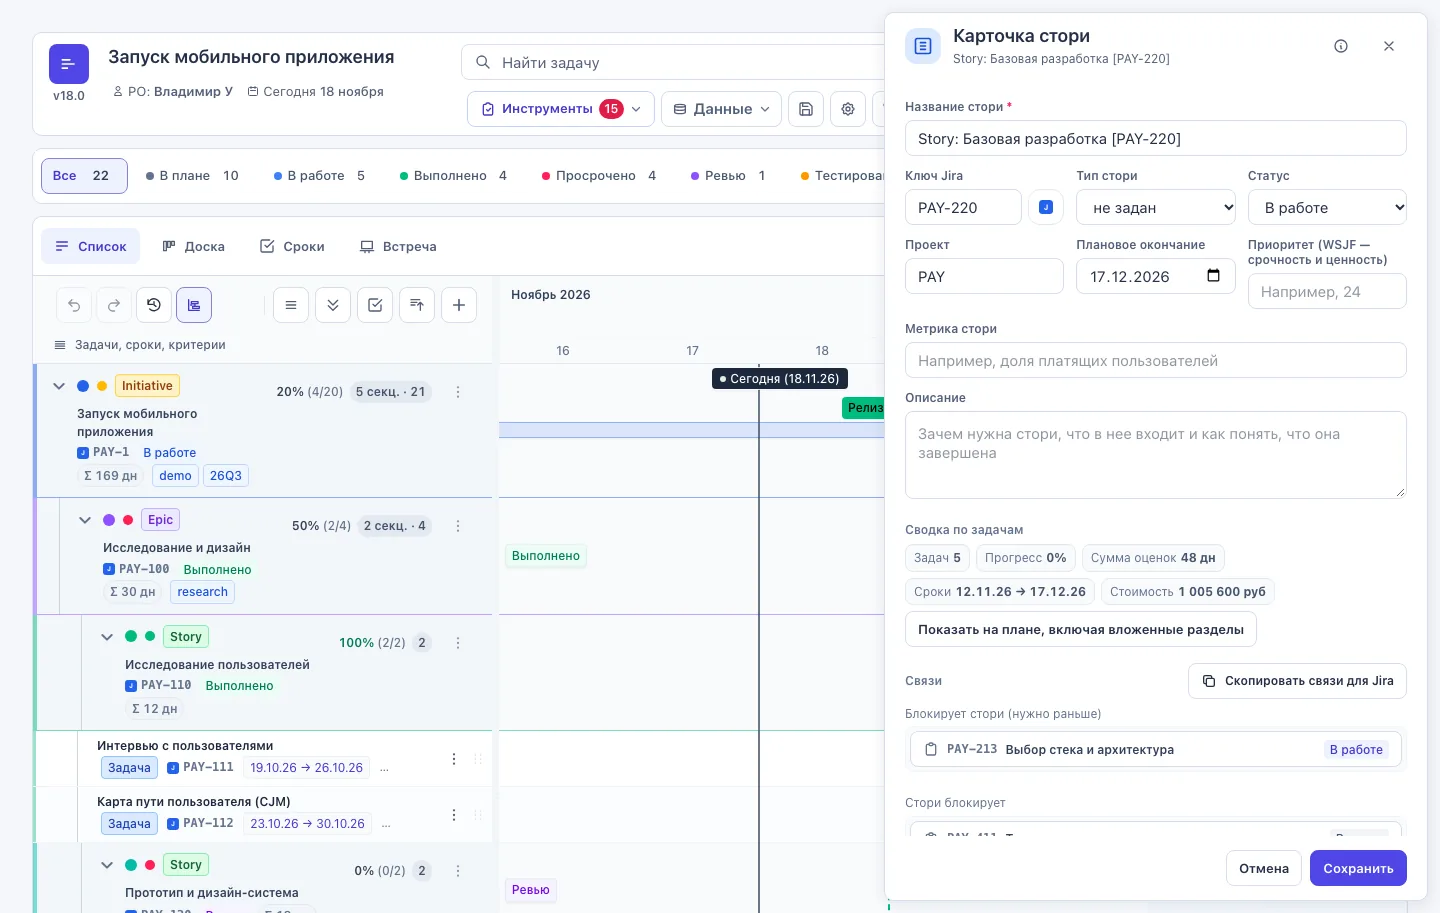 Запуск мобильного приложения
v18.0
PO: Владимир У
Сегодня 18 ноября
Найти задачу
Инструменты 15
Данные
Все 22
В плане 10
В работе 5
Выполнено 4
Просрочено 4
Ревью 1
Список
Доска
Сроки
Встреча
Задачи, сроки, критерии
Ноябрь 2026
16 17 18
Сегодня (18.11.26)
Initiative
20% (4/20) 5 секц. · 21
Запуск мобильного
приложения
PAY-1 В работе
Σ 169 дн demo 26Q3
Epic
50% (2/4) 2 секц. · 4
Исследование и дизайн
PAY-100 Выполнено
Σ 30 дн research
Выполнено
Story
100% (2/2) 2
Исследование пользователей
PAY-110 Выполнено
Σ 12 дн
Интервью с пользователями
Задача PAY-111 19.10.26 → 26.10.26 ...
Карта пути пользователя (CJM)
Задача PAY-112 23.10.26 → 30.10.26 ...
Story
0% (0/2) 2
Прототип и дизайн-система
Ревью
Карточка стори
Story: Базовая разработка [PAY-220]
Название стори *
Story: Базовая разработка [PAY-220]
Ключ Jira
PAY-220
Тип стори
не задан
Статус
В работе
Проект
PAY
Плановое окончание
17.12.2026
Приоритет (WSJF —
срочность и ценность)
Например, 24
Метрика стори
Например, доля платящих пользователей
Описание
Зачем нужна стори, что в нее входит и как понять, что она
завершена
Сводка по задачам
Задач 5 Прогресс 0% Сумма оценок 48 дн
Сроки 12.11.26 → 17.12.26 Стоимость 1 005 600 руб
Показать на плане, включая вложенные разделы
Связи
Скопировать связи для Jira
Блокирует стори (нужно раньше)
PAY-213 Выбор стека и архитектура В работе
Стори блокирует
Отмена
Сохранить